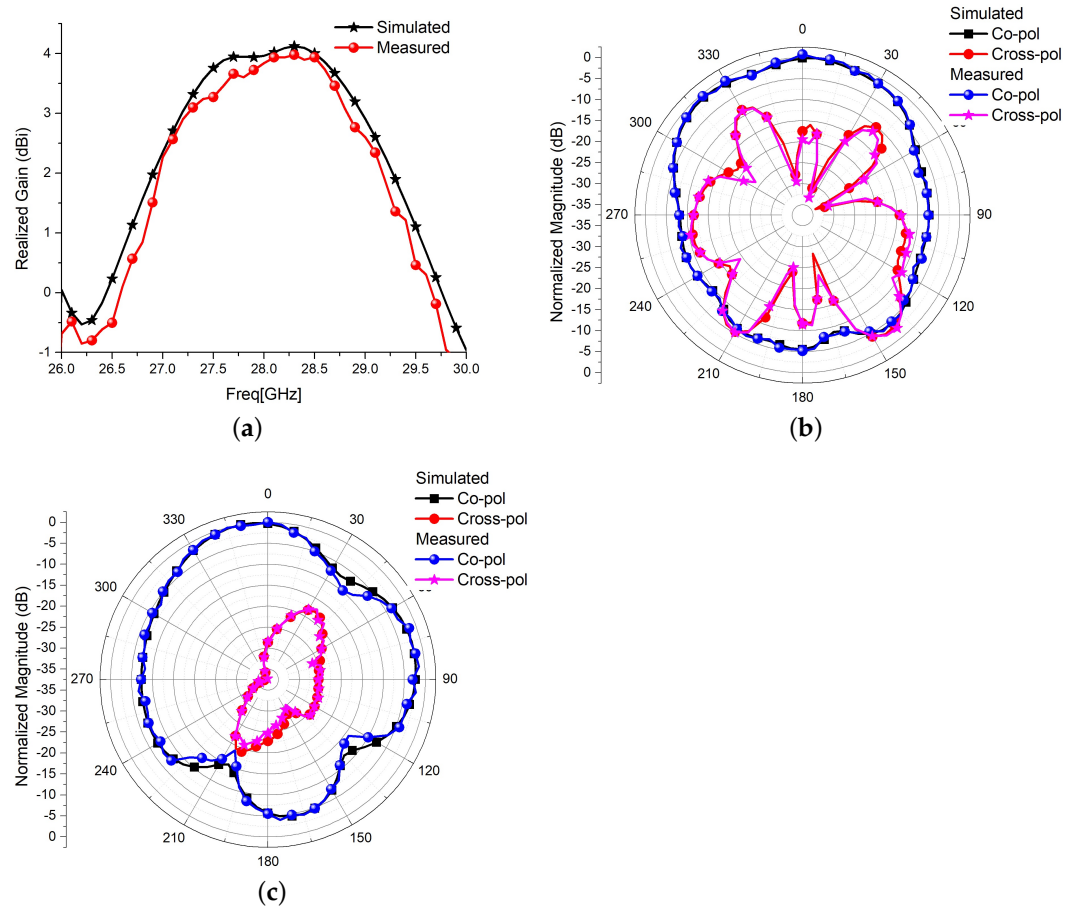 Simulated
Measured
4
3
2
1
0
-1
26.0 26.5 27.0 27.5 28.0 28.5 29.0 29.5 30.0
Realized Gain (dBi)
Freq[GHz]
(a)
Simulated
Co-pol
Cross-pol
Measured
Co-pol
Cross-pol
0
30
90
120
150
180
210
240
270
300
330
0
-5
-10
-15
-20
-25
-30
-35
-35
-30
-25
-20
-15
-10
-5
0
Normalized Magnitude (dB)
(b)
Simulated
Co-pol
Cross-pol
Measured
Co-pol
Cross-pol
0
30
90
120
150
180
210
240
270
300
330
0
-5
-10
-15
-20
-25
-30
-35
30
-25
-20
-15
-10
-5
0
Normalized Magnitude (dB)
(c)